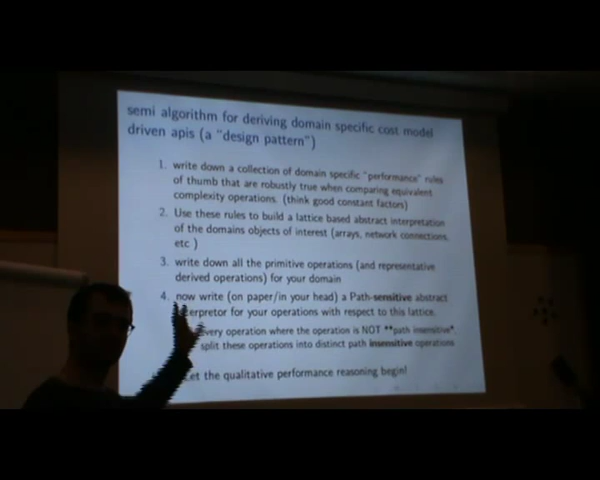 semi algorithm for deriving domain specific cost model
driven apis (a "design pattern")
1. write down a collection of domain specific "performance" rules
of thumb that are robustly true when comparing equivalent
complexity operations. (think good constant factors)
2. Use these rules to build a lattice based abstract interpretation
of the domains objects of interest (arrays, network connections,
etc )
3. write down all the primitive operations (and representative
derived operations) for your domain
4. now write (on paper/in your head) a Path-sensitive abstract
terpretor for your operations with respect to this lattice.
very operation where the operation is NOT **path insensitive*
split these operations into distinct path insensitive operations
et the qualitative performance reasoning begin!